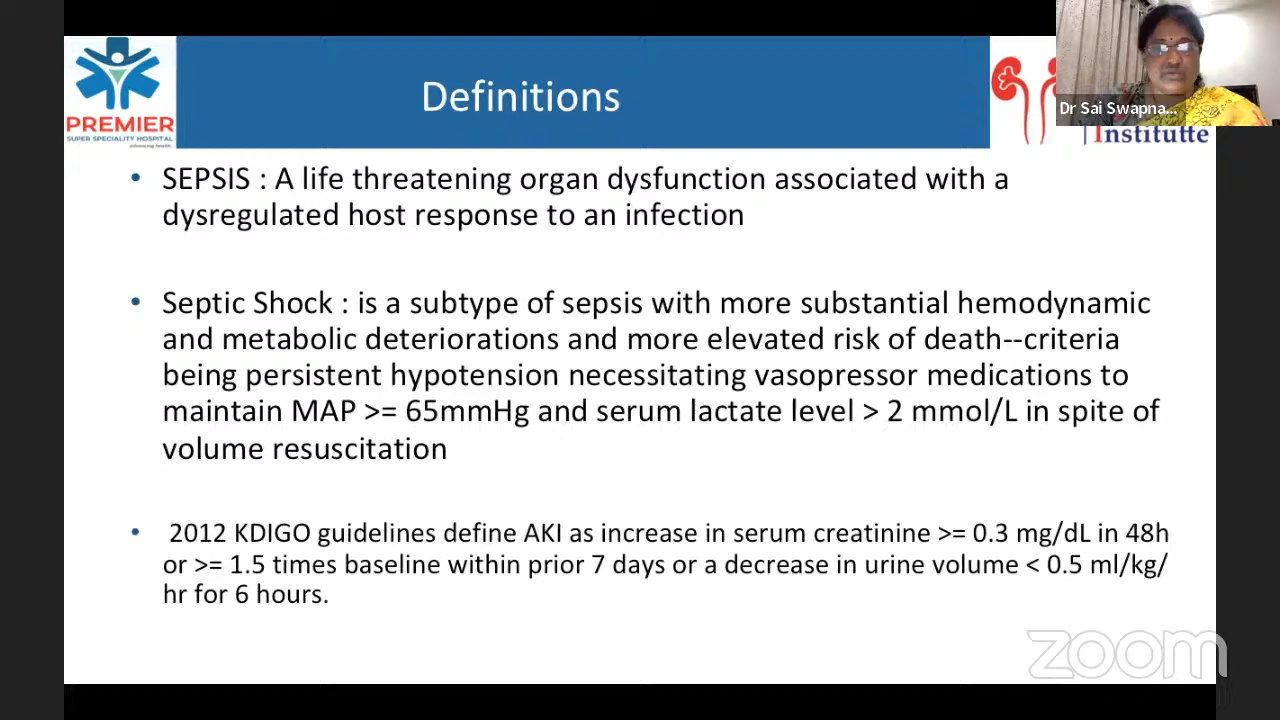 Definitions
PREMIER
SUPER SPECIALITY HOSPITAL
advancing health.
Dr Sai Swapna...
Institutte
• SEPSIS : A life threatening organ dysfunction associated with a
dysregulated host response to an infection
• Septic Shock : is a subtype of sepsis with more substantial hemodynamic
and metabolic deteriorations and more elevated risk of death--criteria
being persistent hypotension necessitating vasopressor medications to
maintain MAP >= 65mmHg and serum lactate level > 2 mmol/L in spite of
volume resuscitation
• 2012 KDIGO guidelines define AKI as increase in serum creatinine >= 0.3 mg/dL in 48h
or >= 1.5 times baseline within prior 7 days or a decrease in urine volume < 0.5 ml/kg/
hr for 6 hours.
zoom